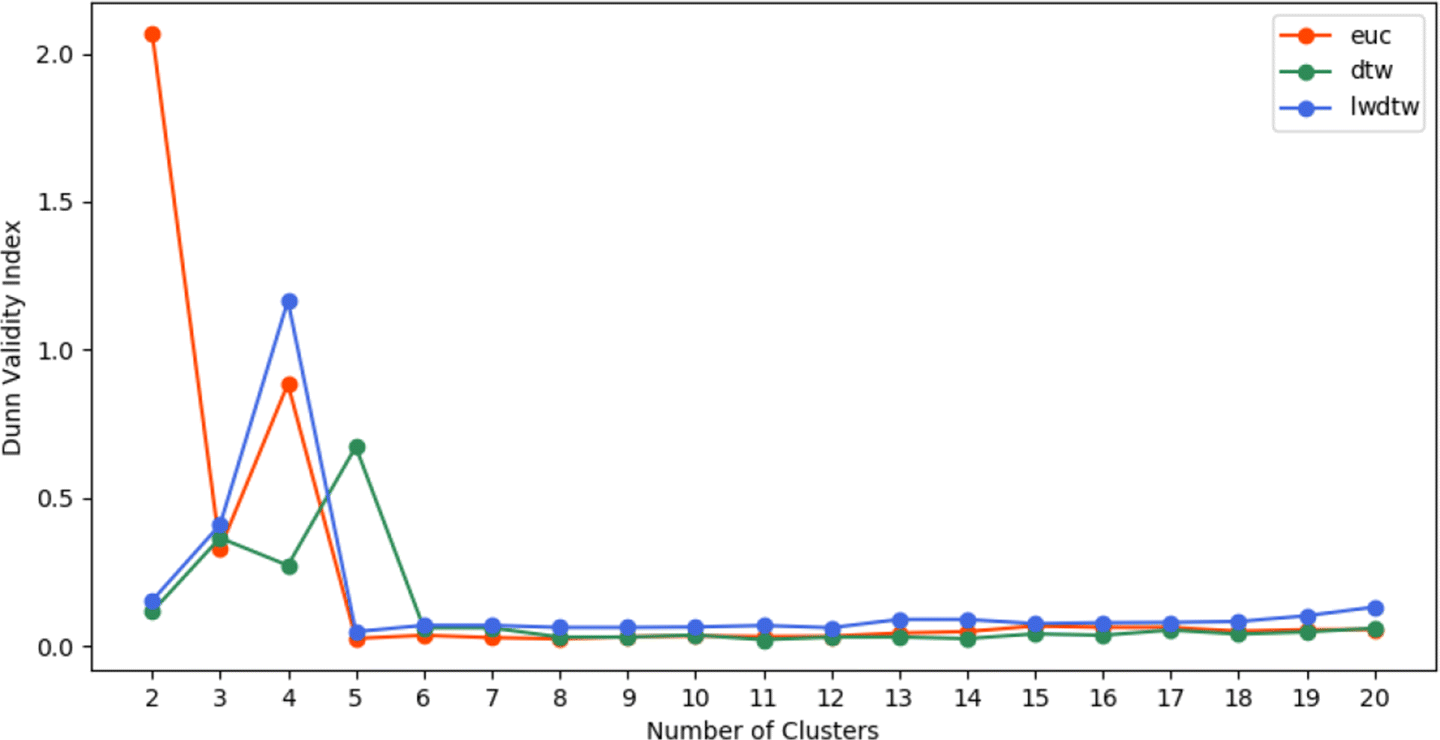 euc
dtw
lwdtw
2.0
1.5
1.0
0.5
0.0
Dunn Validity Index
2 3 4 5 6 7 8 9 10 11 12 13 14 15 16 17 18 19 20
Number of Clusters